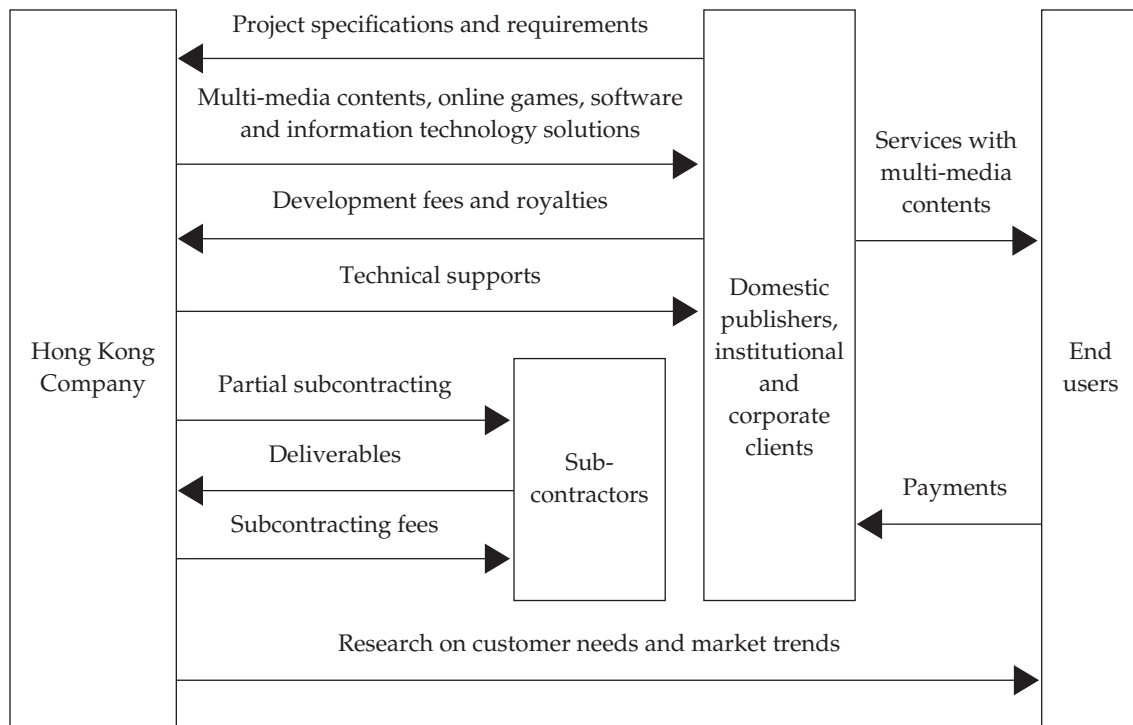 Project specifications and requirements
Multi-media contents, online games, software
and information technology solutions
Services with
multi-media
contents
Development fees and royalties
Technical supports
Domestic
publishers,
institutional
and
corporate
clients
Hong Kong
Company
End
users
Partial subcontracting
Deliverables
Sub-
contractors
Payments
Subcontracting fees
Research on customer needs and market trends